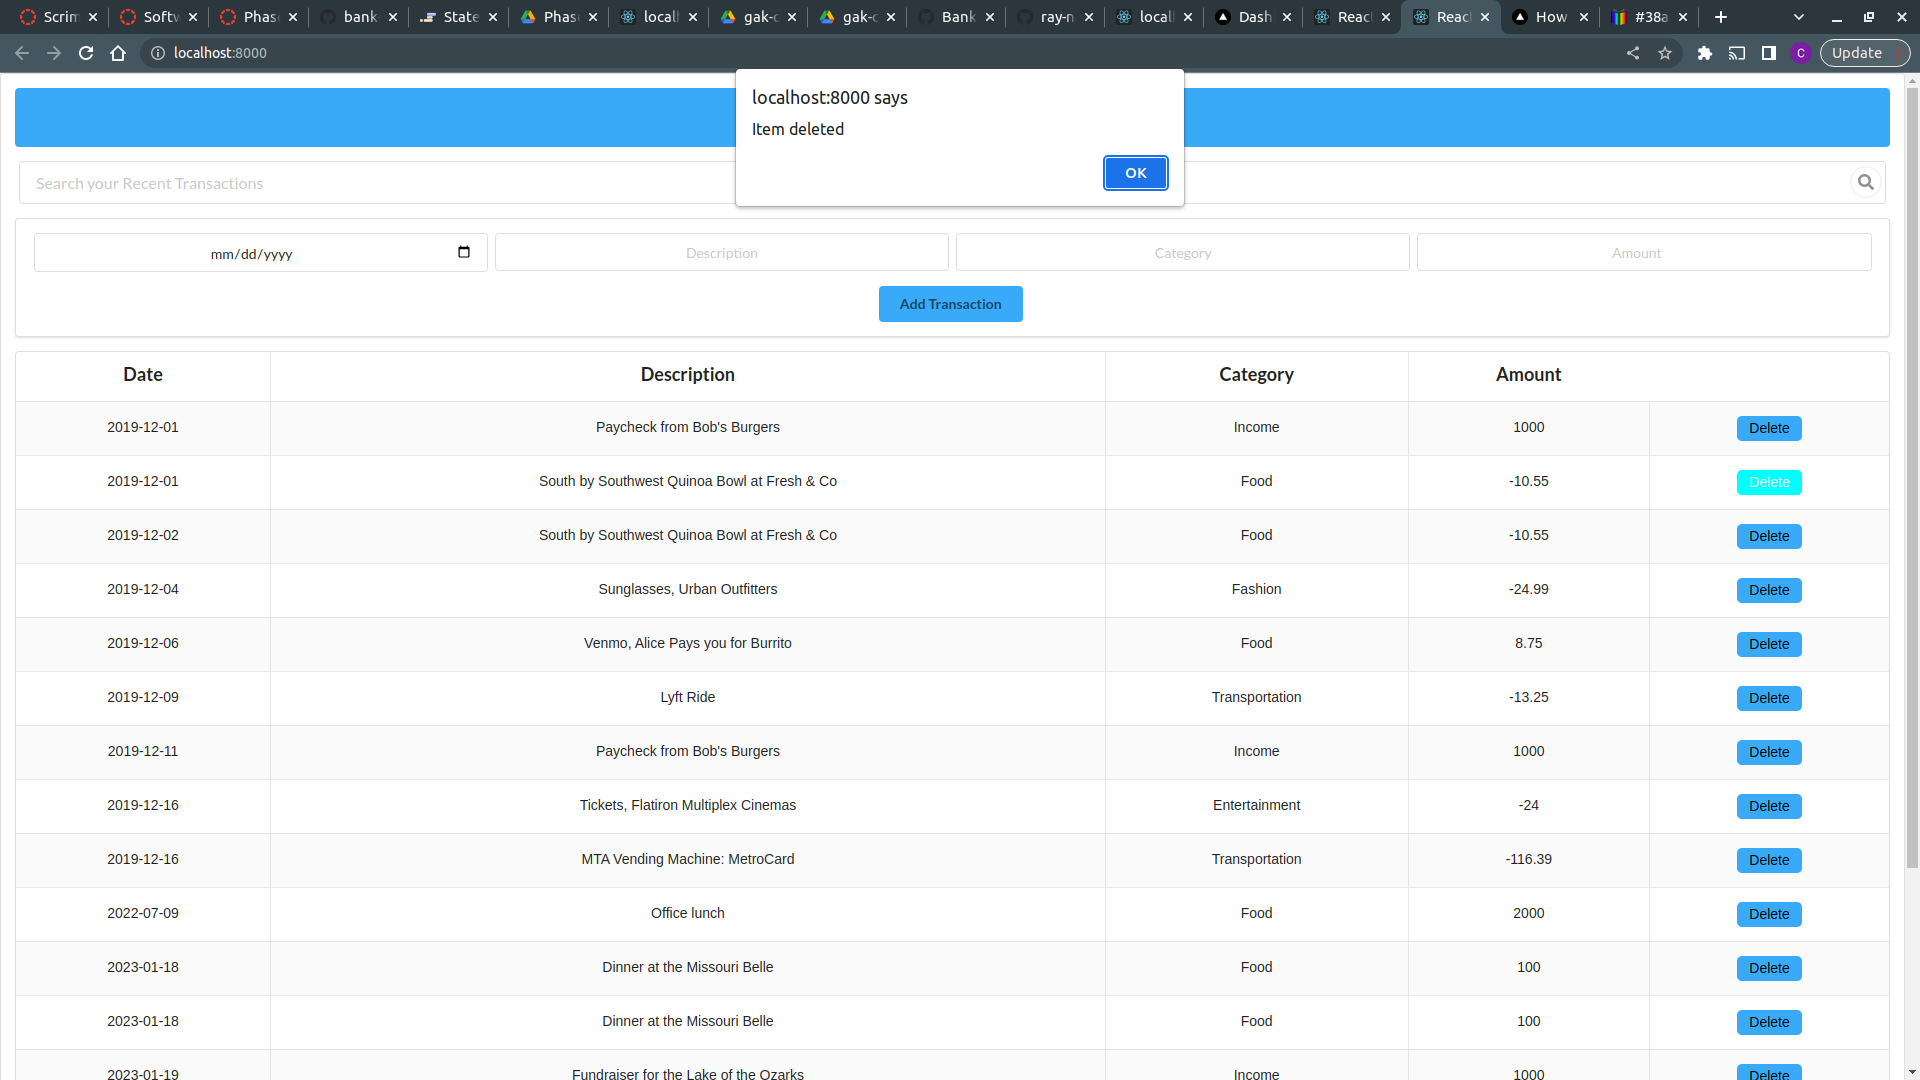 Scrim Softw Phase bank- State Phase locall gak-c gak-c Bank ray-n locall Dash Reac Reac How #38a
localhost:8000
C Update
localhost:8000 says
Item deleted
OK
Search your Recent Transactions
mm/dd/yyyy Description Category Amount
Add Transaction
Date Description Category Amount
2019-12-01 Paycheck from Bob's Burgers Income 1000 Delete
2019-12-01 South by Southwest Quinoa Bowl at Fresh & Co Food -10.55 Delete
2019-12-02 South by Southwest Quinoa Bowl at Fresh & Co Food -10.55 Delete
2019-12-04 Sunglasses, Urban Outfitters Fashion -24.99 Delete
2019-12-06 Venmo, Alice Pays you for Burrito Food 8.75 Delete
2019-12-09 Lyft Ride Transportation -13.25 Delete
2019-12-11 Paycheck from Bob's Burgers Income 1000 Delete
2019-12-16 Tickets, Flatiron Multiplex Cinemas Entertainment -24 Delete
2019-12-16 MTA Vending Machine: MetroCard Transportation -116.39 Delete
2022-07-09 Office lunch Food 2000 Delete
2023-01-18 Dinner at the Missouri Belle Food 100 Delete
2023-01-18 Dinner at the Missouri Belle Food 100 Delete
2023-01-19 Fundraiser for the Lake of the Ozarks Income 1000 Delete